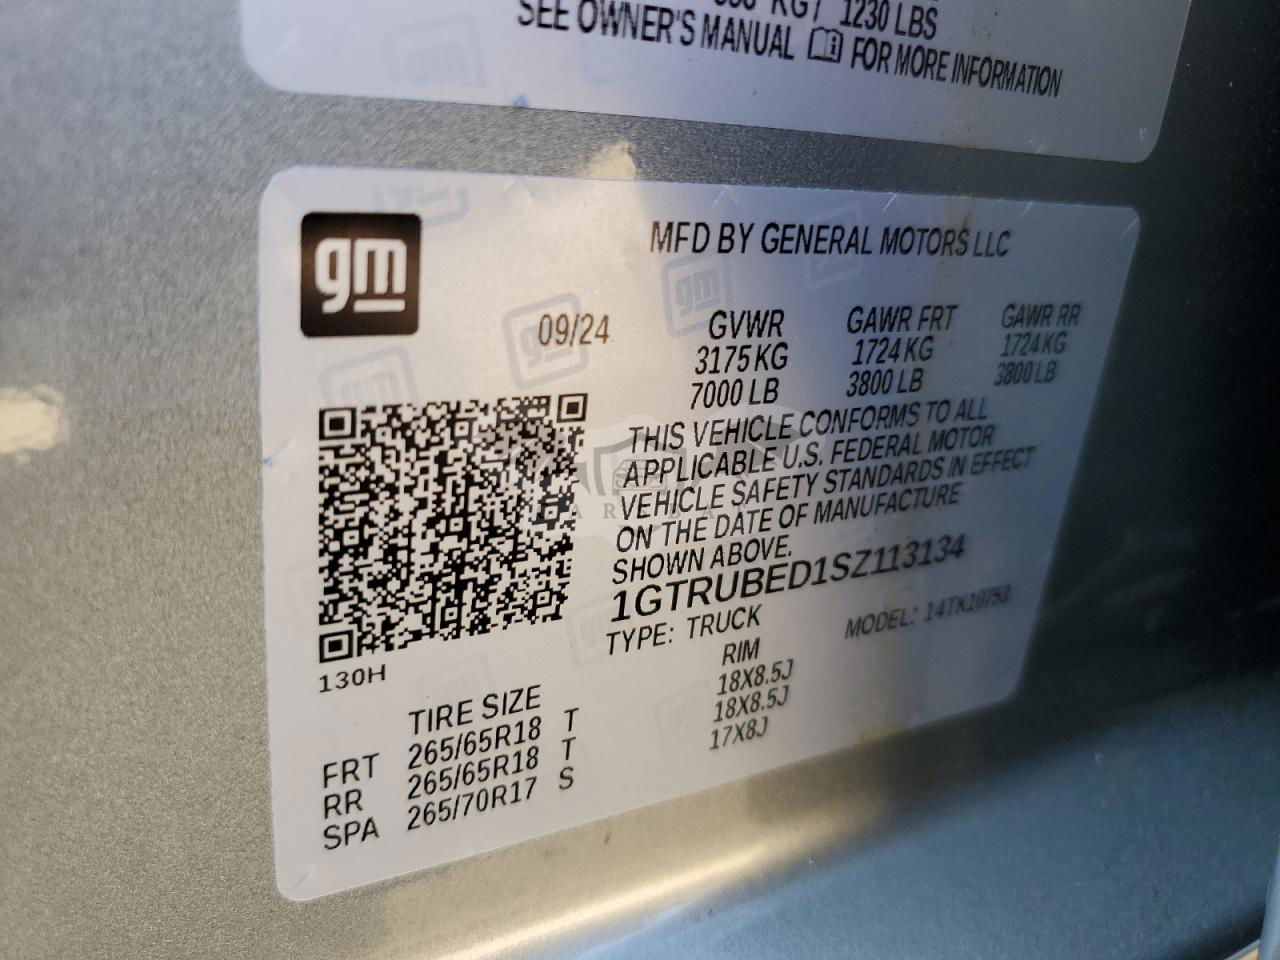 KG / 1230 LBS
SEE OWNER'S MANUAL FOR MORE INFORMATION
gm
MFD BY GENERAL MOTORS LLC
09/24
GVWR GAWR FRT GAWR RR
3175 KG 1724 KG 1724 KG
7000 LB 3800 LB 3800 LB
THIS VEHICLE CONFORMS TO ALL
APPLICABLE U.S. FEDERAL MOTOR
VEHICLE SAFETY STANDARDS IN EFFECT
ON THE DATE OF MANUFACTURE
SHOWN ABOVE.
1GTRUBED1SZ113134
TYPE: TRUCK MODEL: 14TK10753
130H
TIRE SIZE RIM
FRT 265/65R18 T 18X8.5J
RR 265/65R18 T 18X8.5J
SPA 265/70R17 S 17X8J